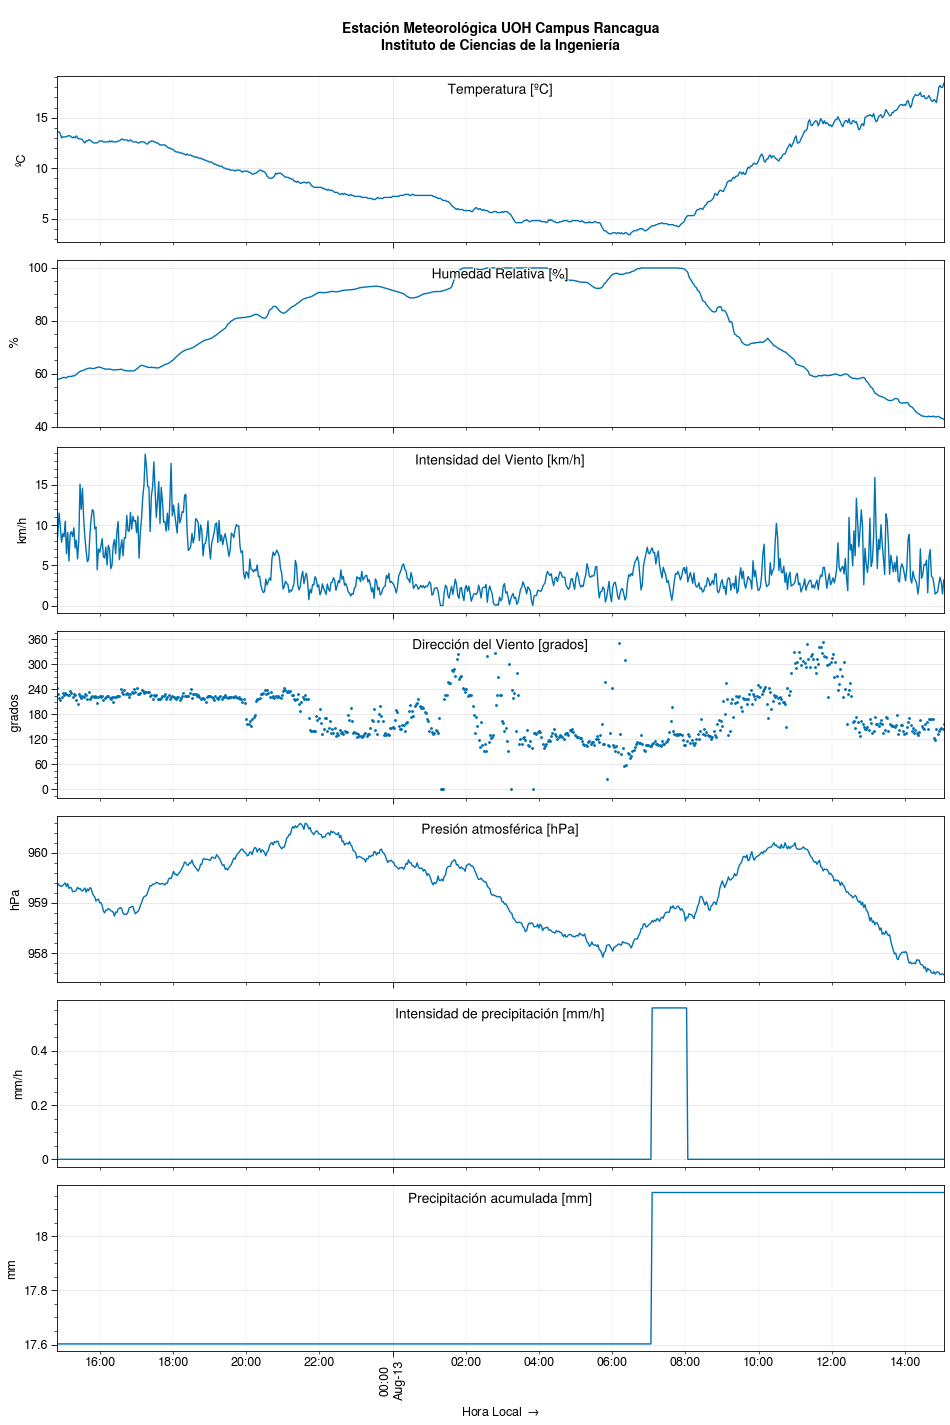 Estación Meteorológica UOH Campus Rancagua
Instituto de Ciencias de la Ingeniería
Temperatura [ºC]
ºC
15
10
5
Humedad Relativa [%]
%
100
80
60
40
Intensidad del Viento [km/h]
km/h
15
10
5
0
Dirección del Viento [grados]
grados
360
300
240
180
120
60
0
Presión atmosférica [hPa]
hPa
960
959
958
Intensidad de precipitación [mm/h]
mm/h
0.4
0.2
0
Precipitación acumulada [mm]
mm
18
17.8
17.6
16:00 18:00 20:00 22:00 00:00 02:00 04:00 06:00 08:00 10:00 12:00 14:00
Aug-13
Hora Local →